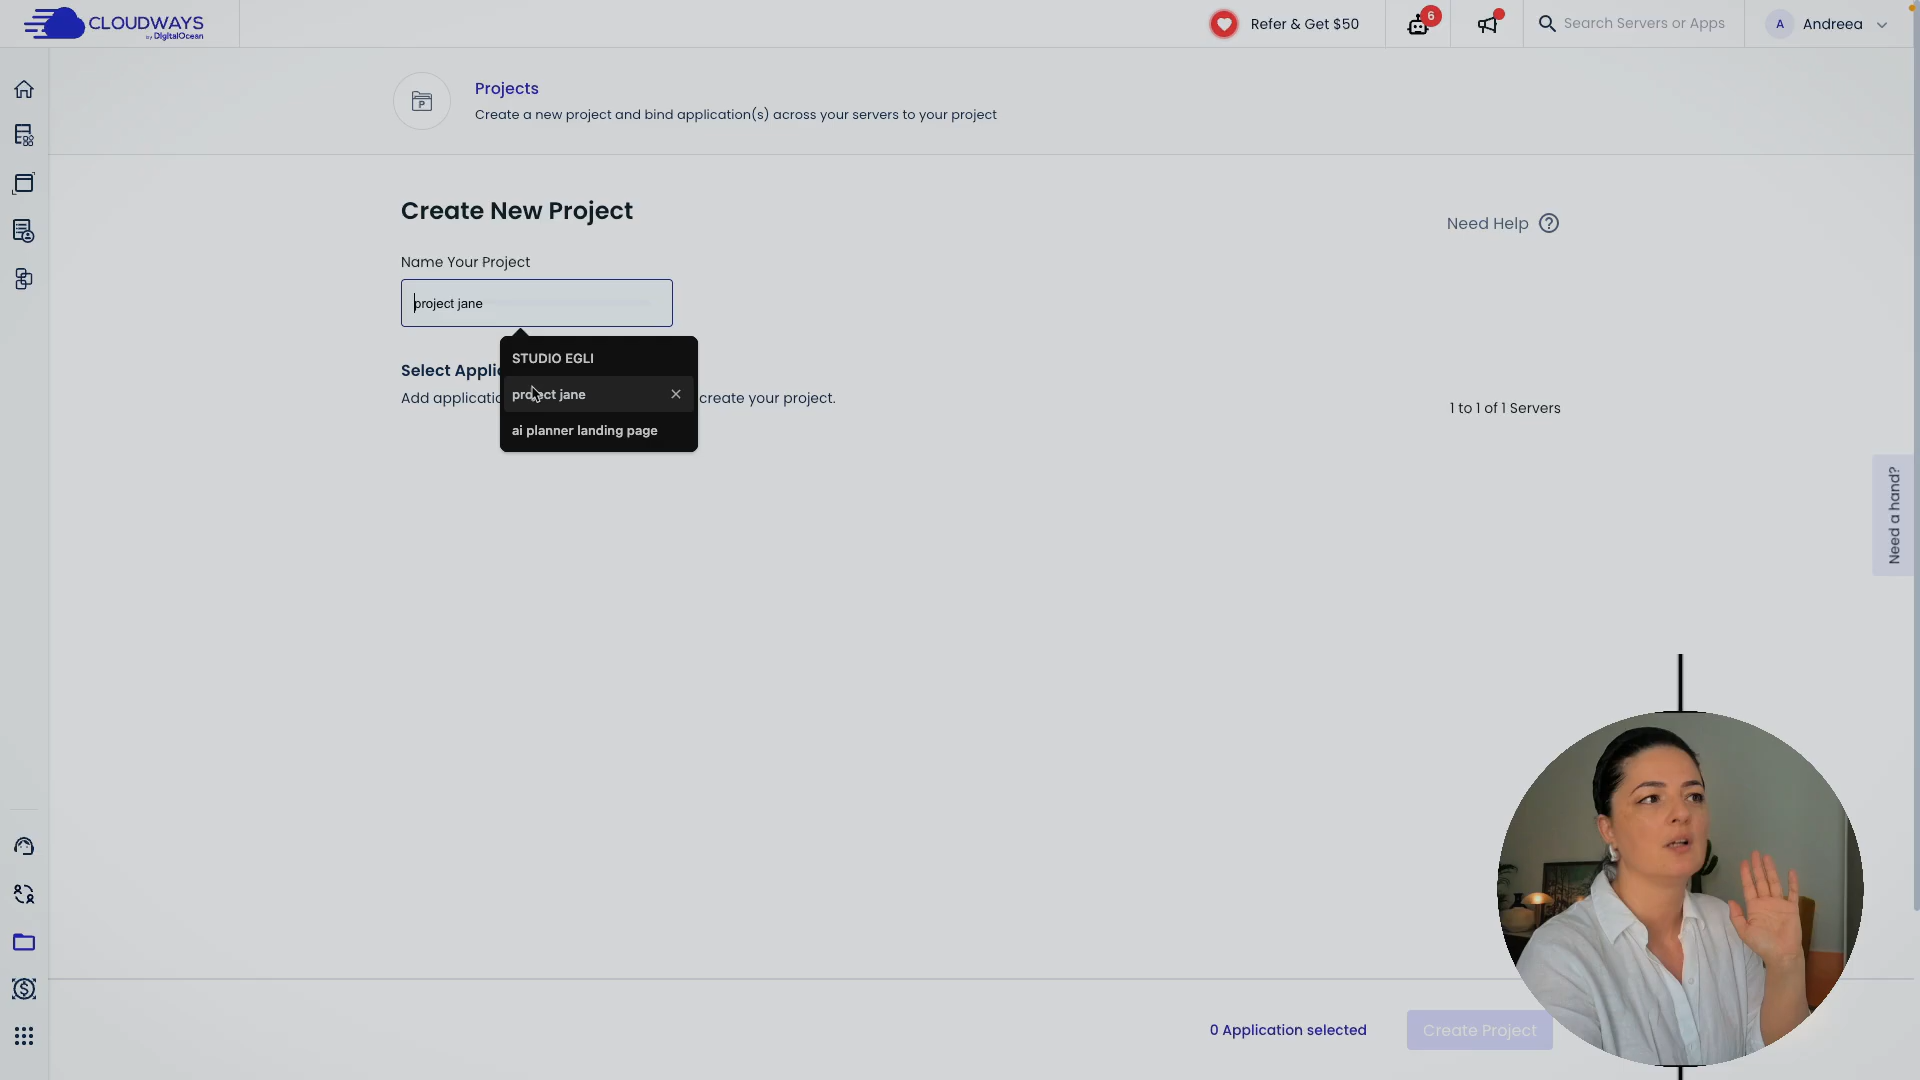 CLOUDWAYS
by DigitalOcean
Refer & Get $50
6
Search Servers or Apps
A
Andreea
P
Projects
Create a new project and bind application(s) across your servers to your project
Create New Project
Need Help
Name Your Project
project jane
STUDIO EGLI
Select Applic
project jane
Add applicatio
create your project.
1 to 1 of 1 Servers
ai planner landing page
Need a hand?
0 Application selected
Create Project